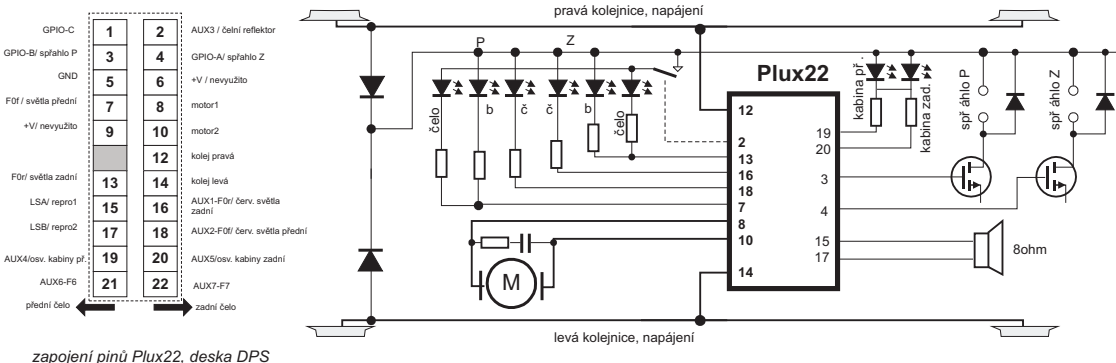 GPIO-C
1
2
AUX3 / čelní reflektor
GPIO-B/ spřahlo P
3
4
GPIO-A/ spřahlo Z
GND
5
6
+V / nevyužito
F0f / světla přední
7
8
motor1
+V/ nevyužito
9
10
motor2
12
kolej pravá
F0r/ světla zadní
13
14
kolej levá
LSA/ repro1
15
16
AUX1-F0r/ červ. světla
zadní
LSB/ repro2
17
18
AUX2-F0f/ červ. světla přední
AUX4/osv. kabiny př.
19
20
AUX5/osv. kabiny zadní
AUX6-F6
21
22
AUX7-F7
přední čelo
zadní čelo
zapojení pinů Plux22, deska DPS
pravá kolejnice, napájení
P
Z
čelo
b
č
č
b
čelo
Plux22
12
2
13
16
18
7
8
10
14
19
20
3
4
15
17
kabina př.
kabina zad.
spř áhlo P
spř áhlo Z
M
8ohm
levá kolejnice, napájení